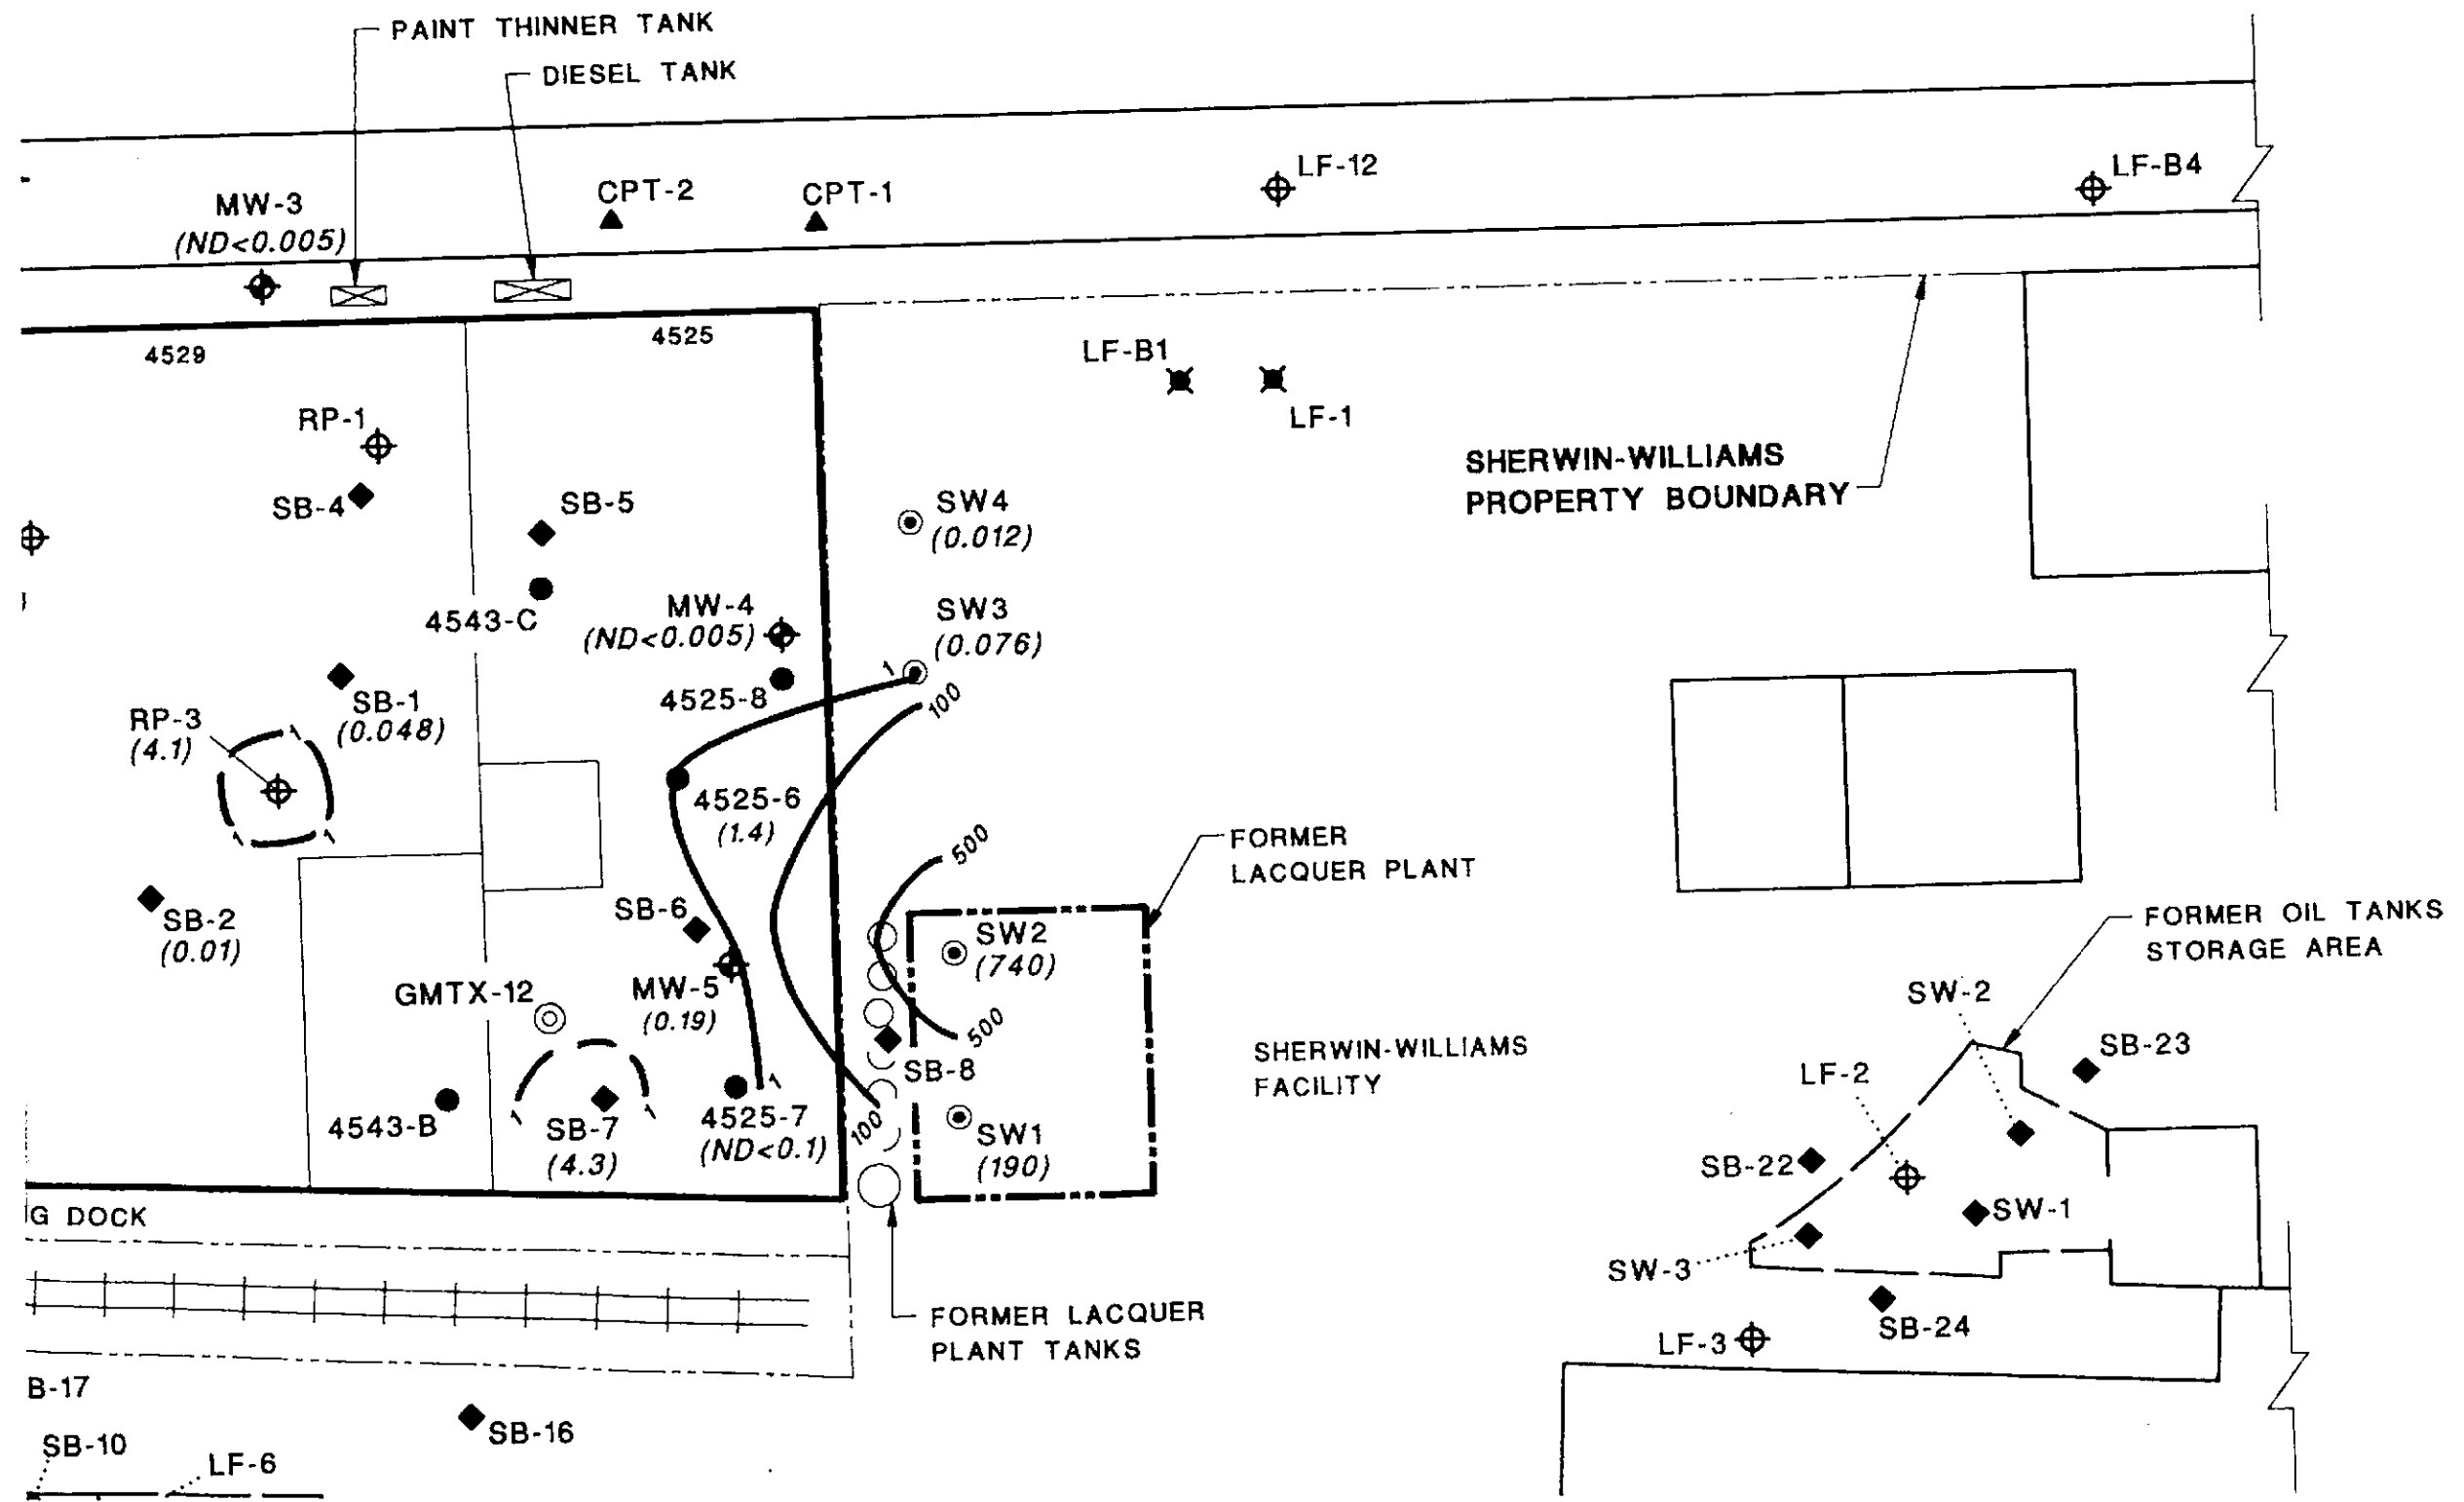 PAINT THINNER TANK
DIESEL TANK
MW-3
(ND<0.005)
CPT-2
CPT-1
LF-12
LF-B4
4529
4525
LF-B1
LF-1
RP-1
SB-4
SB-5
SHERWIN-WILLIAMS
PROPERTY BOUNDARY
SW4
(0.012)
4543-C
MW-4
(ND<0.005)
SW3
(0.076)
4525-8
1
100
SB-1
(0.048)
RP-3
(4.1)
1
1
1
4525-6
(1.4)
500
FORMER
LACQUER PLANT
SB-2
(0.01)
SB-6
SW2
(740)
FORMER OIL TANKS
STORAGE AREA
GMTX-12
MW-5
(0.19)
500
SW-2
SHERWIN-WILLIAMS
FACILITY
SB-23
LF-2
SB-8
4543-B
1
SB-7
(4.3)
1
4525-7
(ND<0.1)
1
100
SW1
(190)
SB-22
SW-1
SW-3
G DOCK
FORMER LACQUER
PLANT TANKS
SB-24
LF-3
B-17
SB-16
SB-10
LF-6